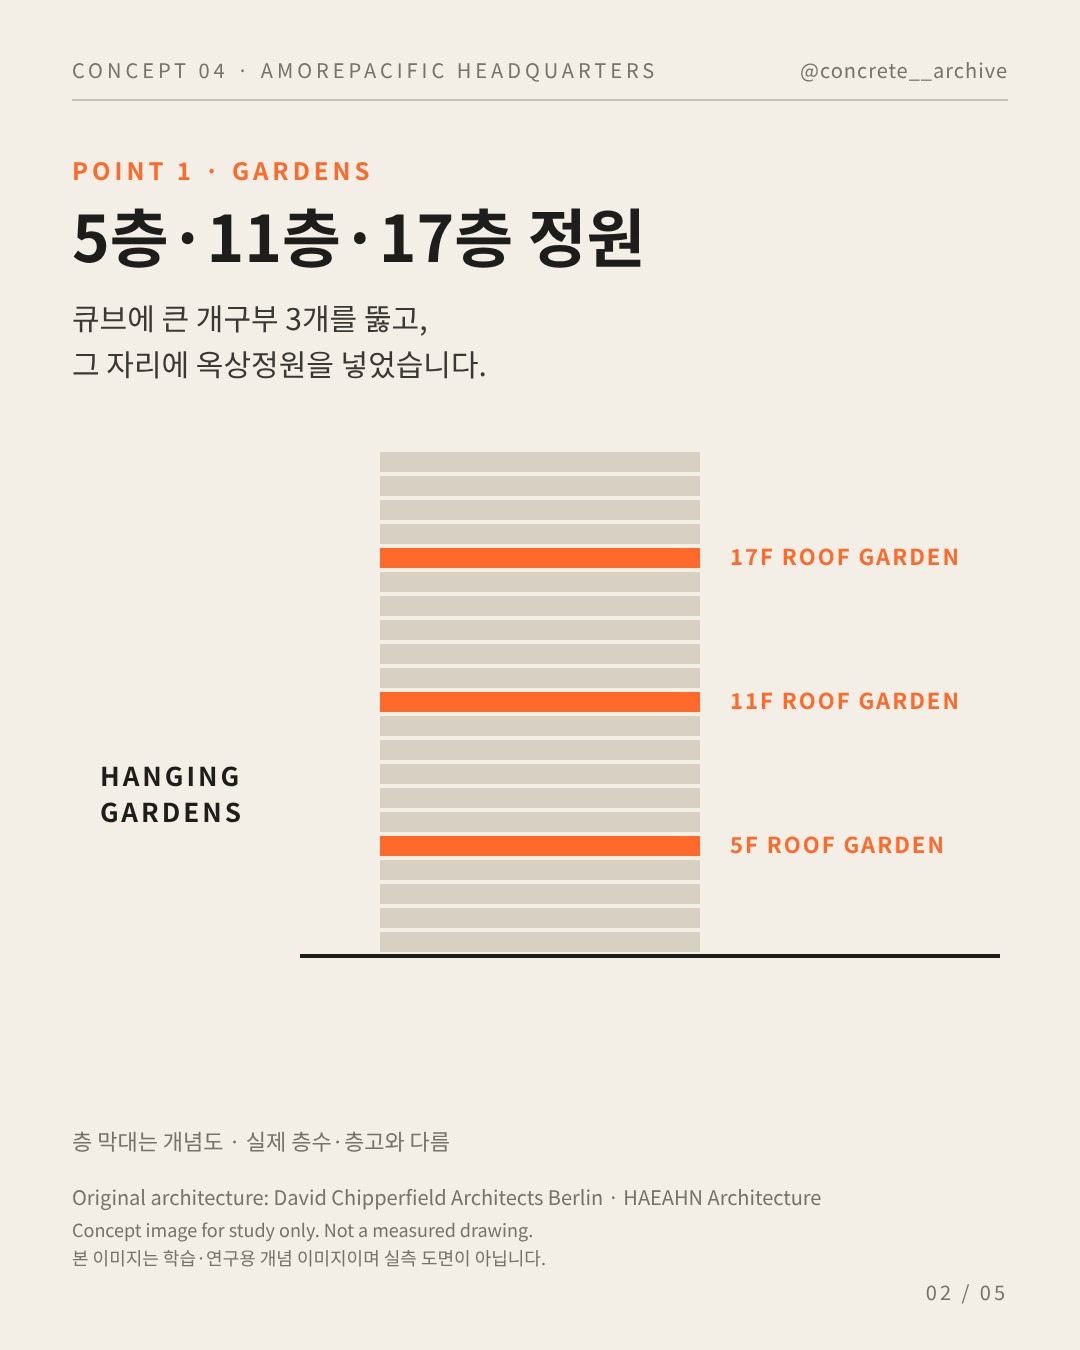 CONCEPT 04 · AMOREPACIFIC HEADQUARTERS
@concrete__archive
POINT 1 · GARDENS
5층·11층·17층 정원
큐브에 큰 개구부 3개를 뚫고,
그 자리에 옥상정원을 넣었습니다.
17F ROOF GARDEN
11F ROOF GARDEN
HANGING
GARDENS
5F ROOF GARDEN
층 막대는 개념도 · 실제 층수·층고와 다름
Original architecture: David Chipperfield Architects Berlin · HAEAHN Architecture
Concept image for study only. Not a measured drawing.
본 이미지는 학습·연구용 개념 이미지이며 실측 도면이 아닙니다.
02 / 05